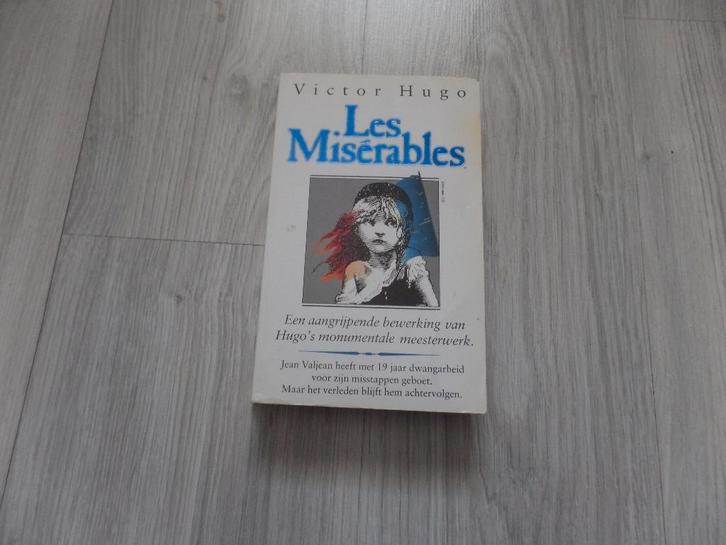 Victor Hugo
Les
Misérables
Een aangrijpende bewerking van
Hugo's monumentale meesterwerk.
Jean Valjean heeft met 19 jaar dwangarbeid
voor zijn misstappen geboet.
Maar het verleden blijft hem achtervolgen.